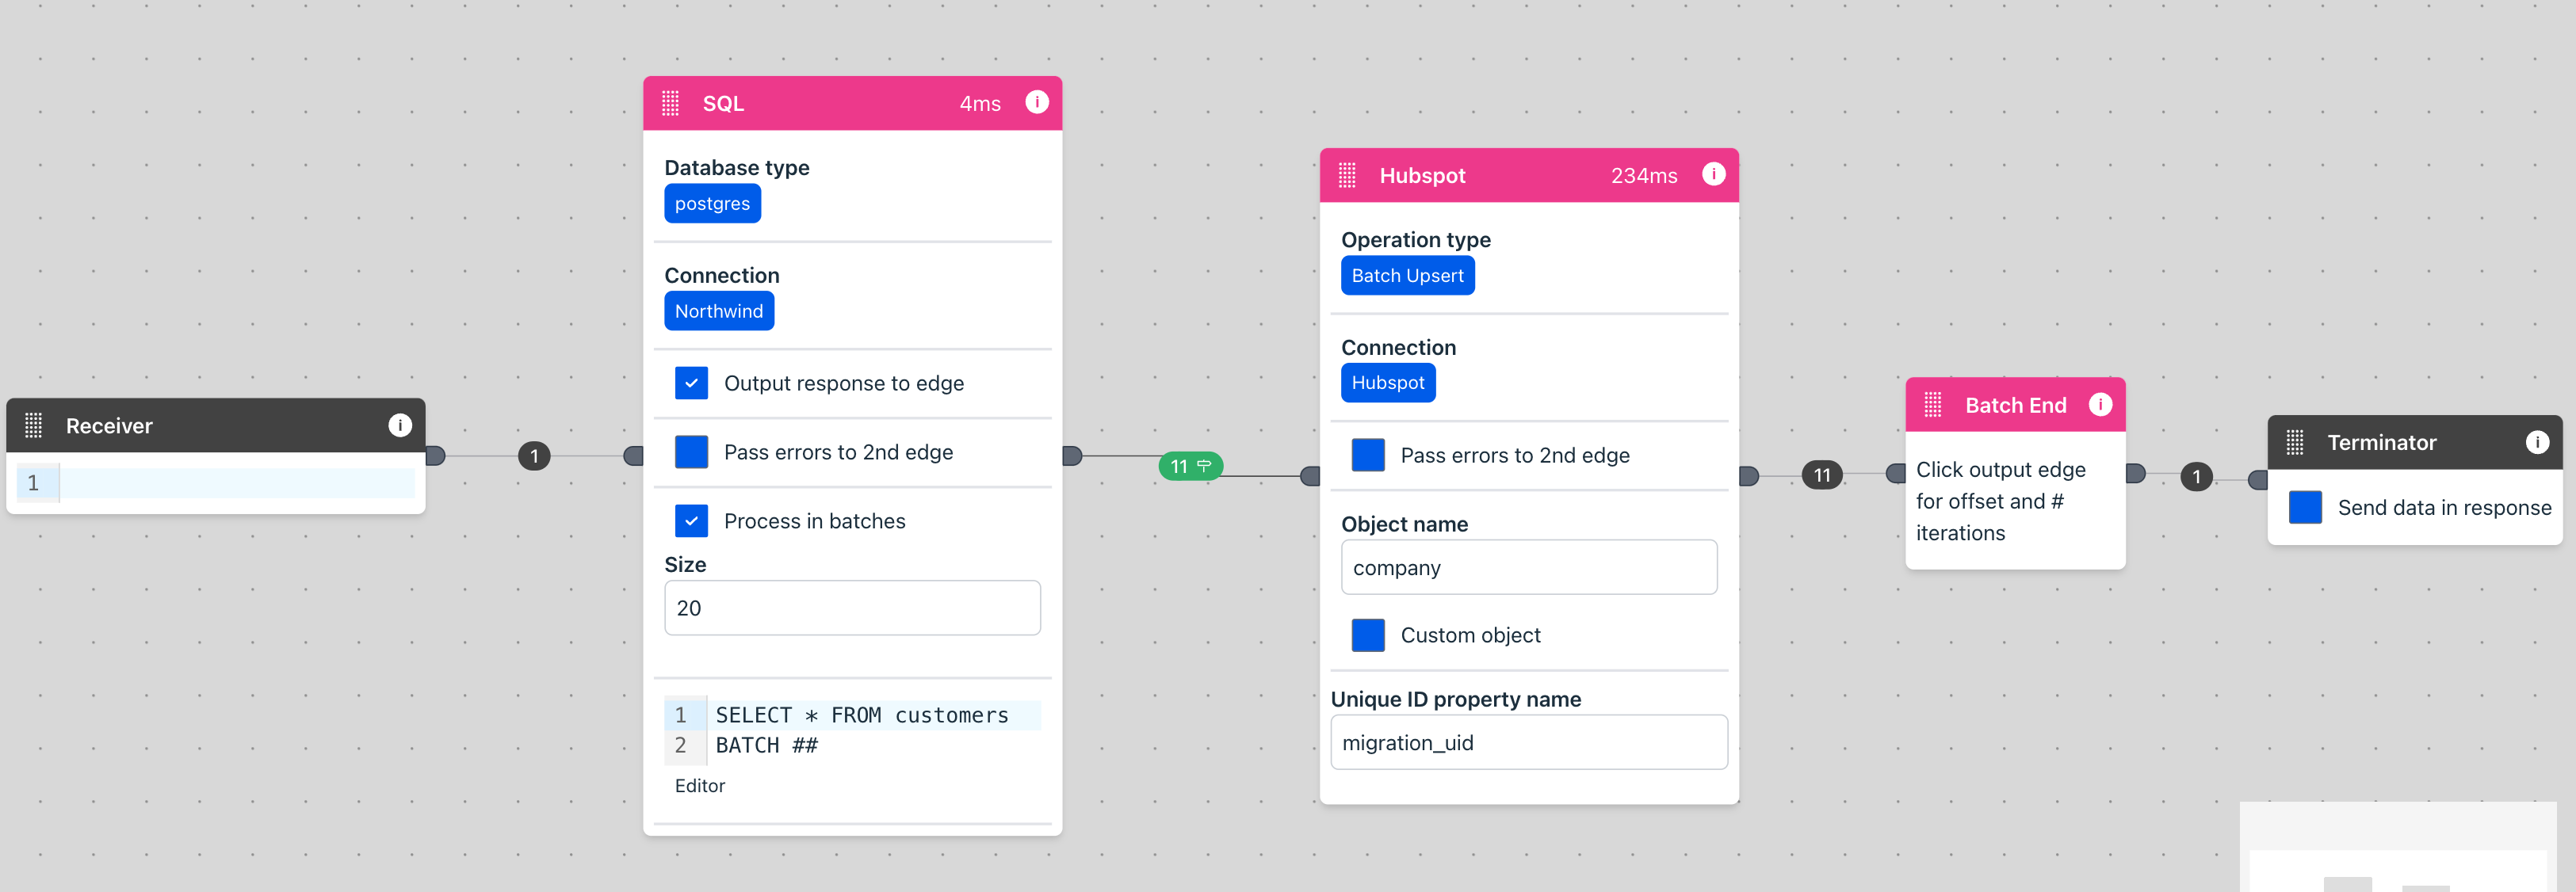 Receiver
i
1
1
SQL
4ms
i
Database type
postgres
Connection
Northwind
Output response to edge
Pass errors to 2nd edge
Process in batches
Size
20
1 SELECT * FROM customers
2 BATCH ##
Editor
11
Hubspot
234ms
i
Operation type
Batch Upsert
Connection
Hubspot
Pass errors to 2nd edge
Object name
company
Custom object
Unique ID property name
migration_uid
11
Batch End
i
Click output edge
for offset and #
iterations
1
Terminator
i
Send data in response